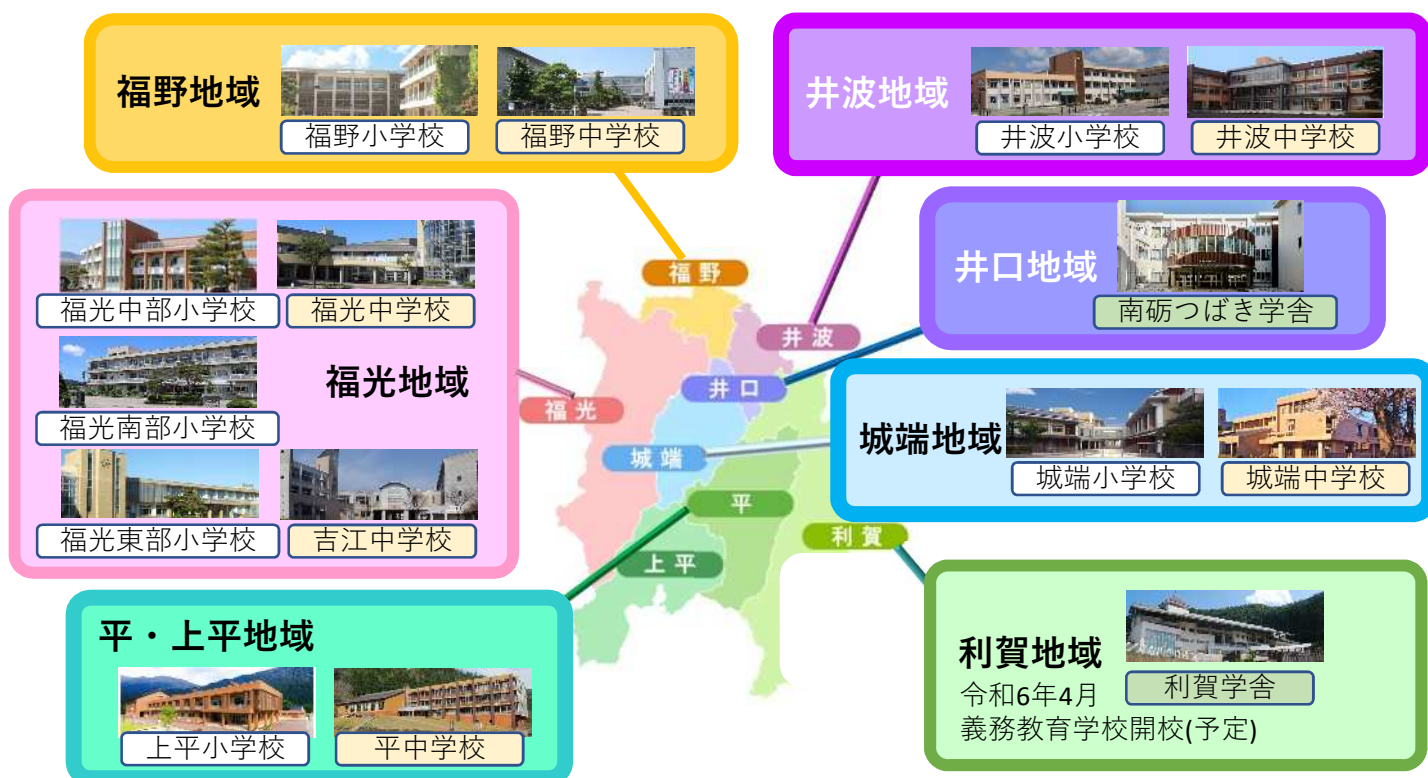 福野地域
福野小学校
福野中学校
井波地域
井波小学校
井波中学校
福光中部小学校
福光中学校
福光南部小学校
福光地域
福光東部小学校
吉江中学校
井口地域
南砺つばき学舎
城端地域
城端小学校
城端中学校
福野
井波
井口
福光
城端
平
利賀
上平
平・上平地域
上平小学校
平中学校
利賀地域
利賀学舎
令和6年4月
義務教育学校開校(予定)